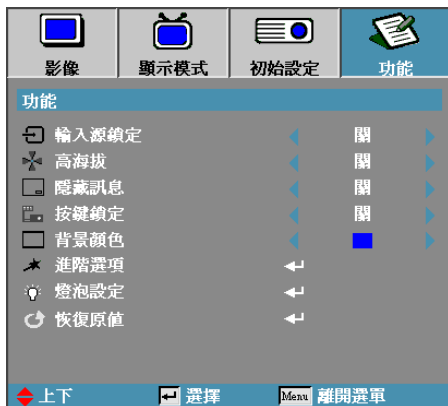 影像 顯示模式 初始設定 功能
功能
輸入源鎖定 關
高海拔 關
隱藏訊息 關
按鍵鎖定 關
背景顏色
進階選項
燈泡設定
恢復原值
上下 選擇 Menu 離開選單